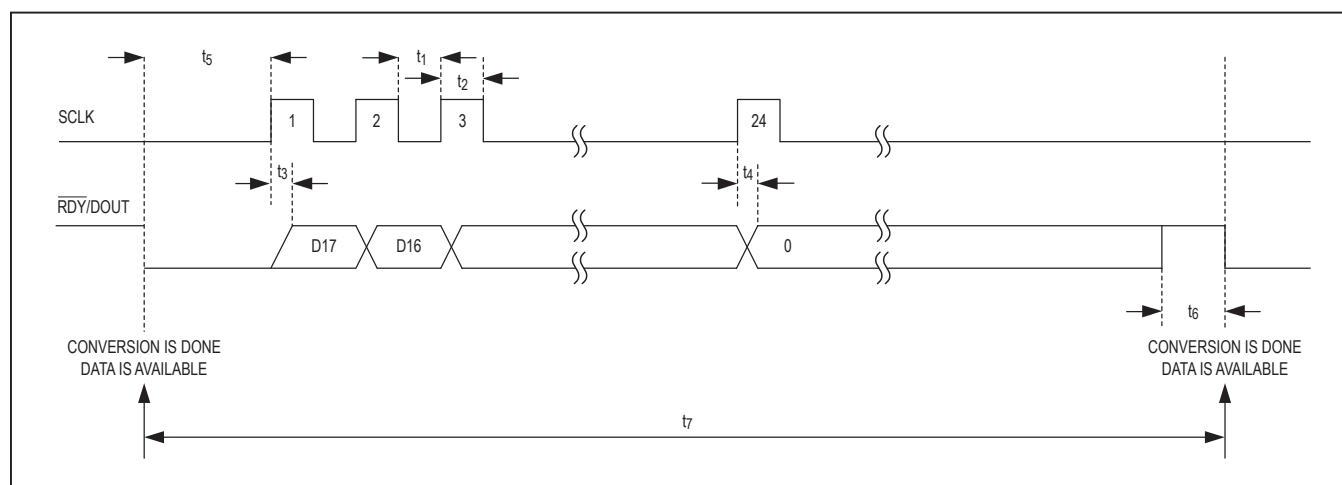 t5
t1
t2
SCLK
1
2
3
24
t3
t4
RDY/DOUT
D17
D16
0
t6
CONVERSION IS DONE
DATA IS AVAILABLE
CONVERSION IS DONE
DATA IS AVAILABLE
t7